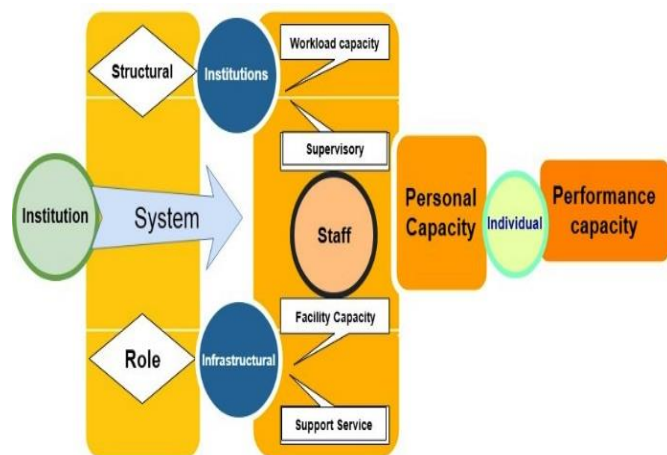 Structural
Institutions
Workload capacity
Supervisory
Institution
System
Staff
Personal
Capacity
Individual
Performance
capacity
Role
Infrastructural
Facility Capacity
Support Service